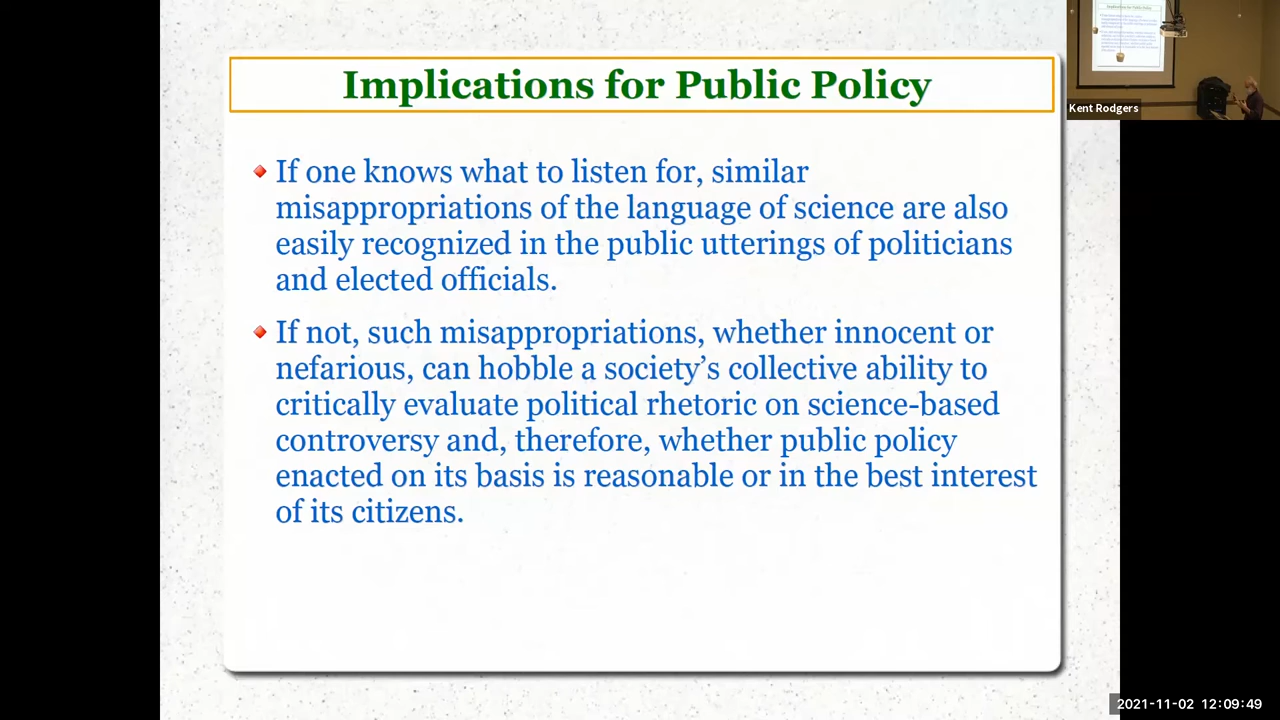 Implications for Public Policy
If one knows what to listen for, similar
misappropriations of the language of science are also
easily recognized in the public utterings of politicians
and elected officials.
If not, such misappropriations, whether innocent or
nefarious, can hobble a society's collective ability to
critically evaluate political rhetoric on science-based
controversy and, therefore, whether public policy
enacted on its basis is reasonable or in the best interest
of its citizens.
Implications for Public Policy
Kent Rodgers
2021-11-02 12:09:49